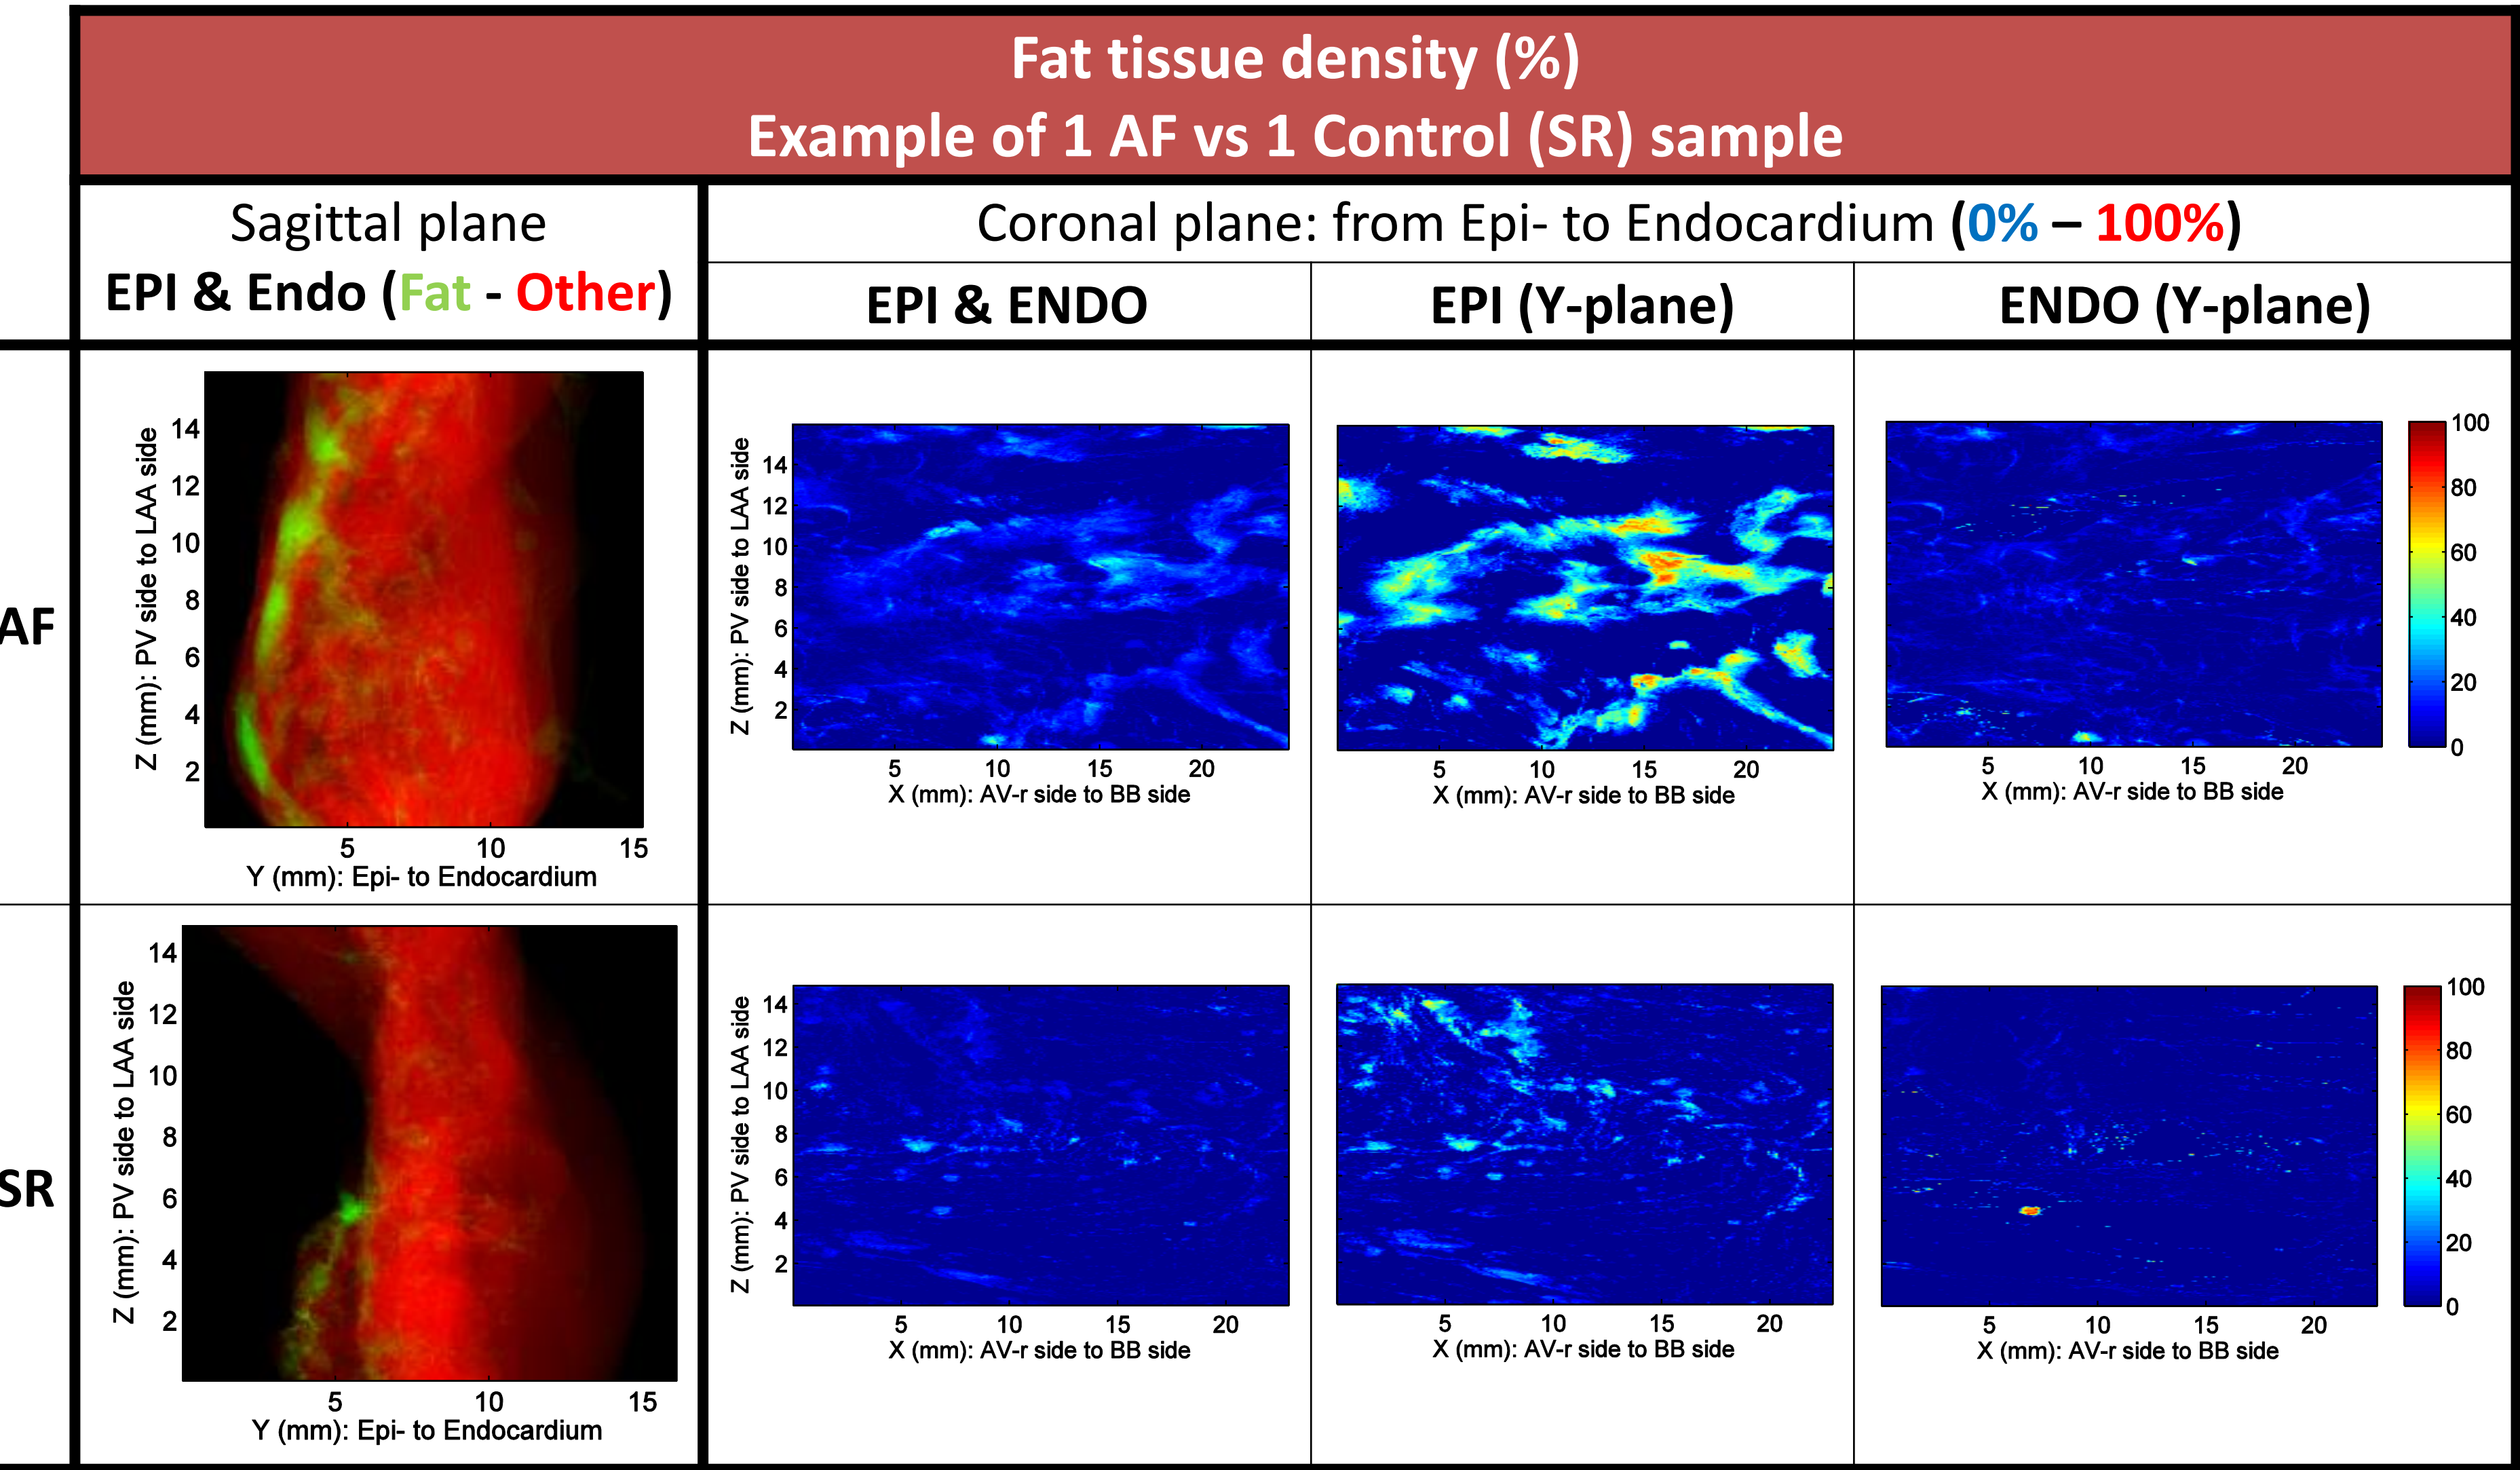 Fat tissue density (%)
Example of 1 AF vs 1 Control (SR) sample
Sagittal plane
EPI & Endo (Fat - Other)
Coronal plane: from Epi- to Endocardium (0% – 100%)
EPI & ENDO
EPI (Y-plane)
ENDO (Y-plane)
AF
Z (mm): PV side to LAA side
14
12
10
8
6
4
2
5 10 15
Y (mm): Epi- to Endocardium
Z (mm): PV side to LAA side
14
12
10
8
6
4
2
5 10 15 20
X (mm): AV-r side to BB side
5 10 15 20
X (mm): AV-r side to BB side
5 10 15 20
X (mm): AV-r side to BB side
100
80
60
40
20
0
SR
Z (mm): PV side to LAA side
14
12
10
8
6
4
2
5 10 15
Y (mm): Epi- to Endocardium
Z (mm): PV side to LAA side
14
12
10
8
6
4
2
5 10 15 20
X (mm): AV-r side to BB side
5 10 15 20
X (mm): AV-r side to BB side
5 10 15 20
X (mm): AV-r side to BB side
100
80
60
40
20
0